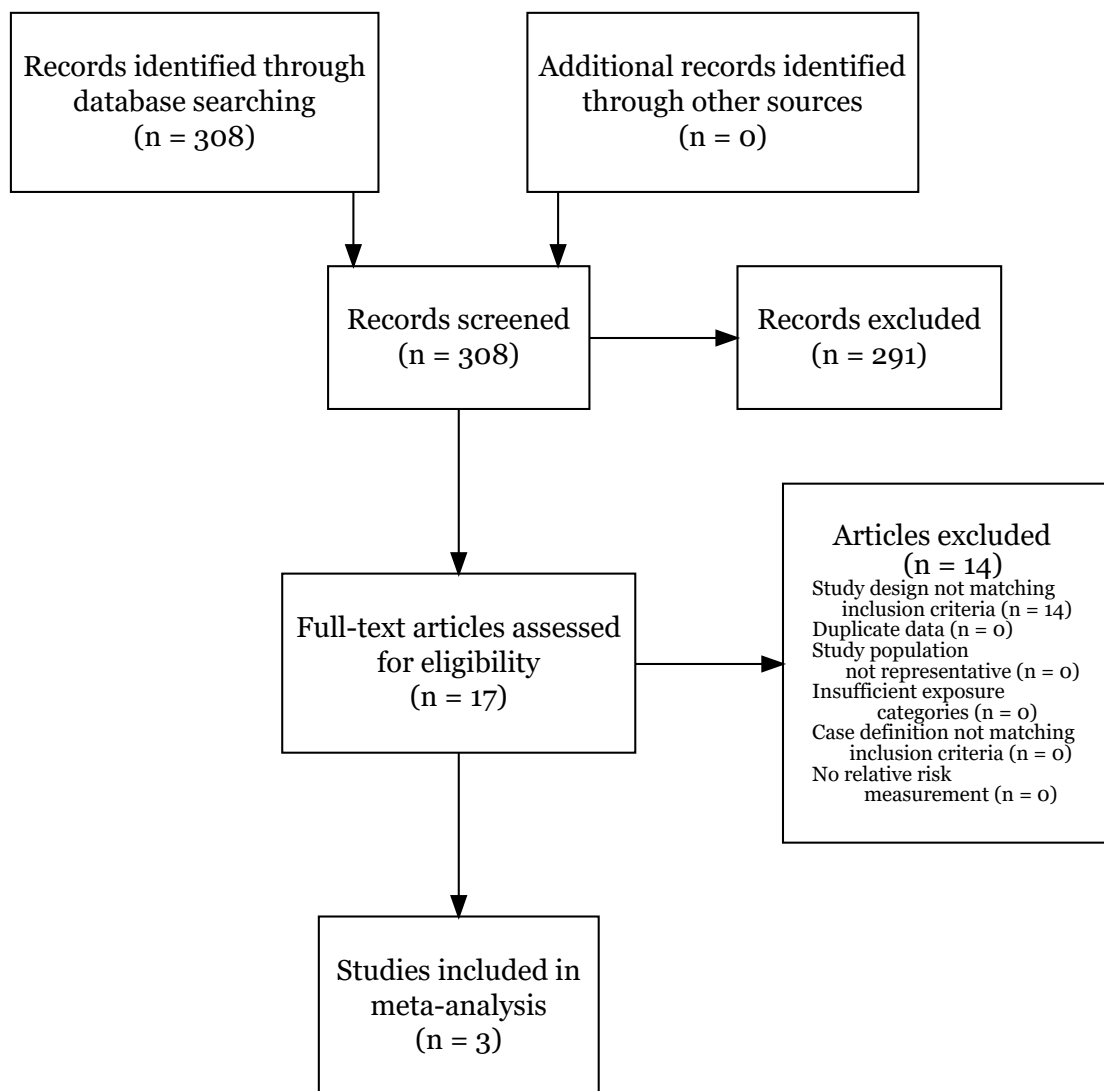 Records identified through
database searching
(n = 308)
Additional records identified
through other sources
(n = 0)
Records screened
(n = 308)
Records excluded
(n = 291)
Full-text articles assessed
for eligibility
(n = 17)
Articles excluded
(n = 14)
Study design not matching
inclusion criteria (n = 14)
Duplicate data (n = 0)
Study population
not representative (n = 0)
Insufficient exposure
categories (n = 0)
Case definition not matching
inclusion criteria (n = 0)
No relative risk
measurement (n = 0)
Studies included in
meta-analysis
(n = 3)